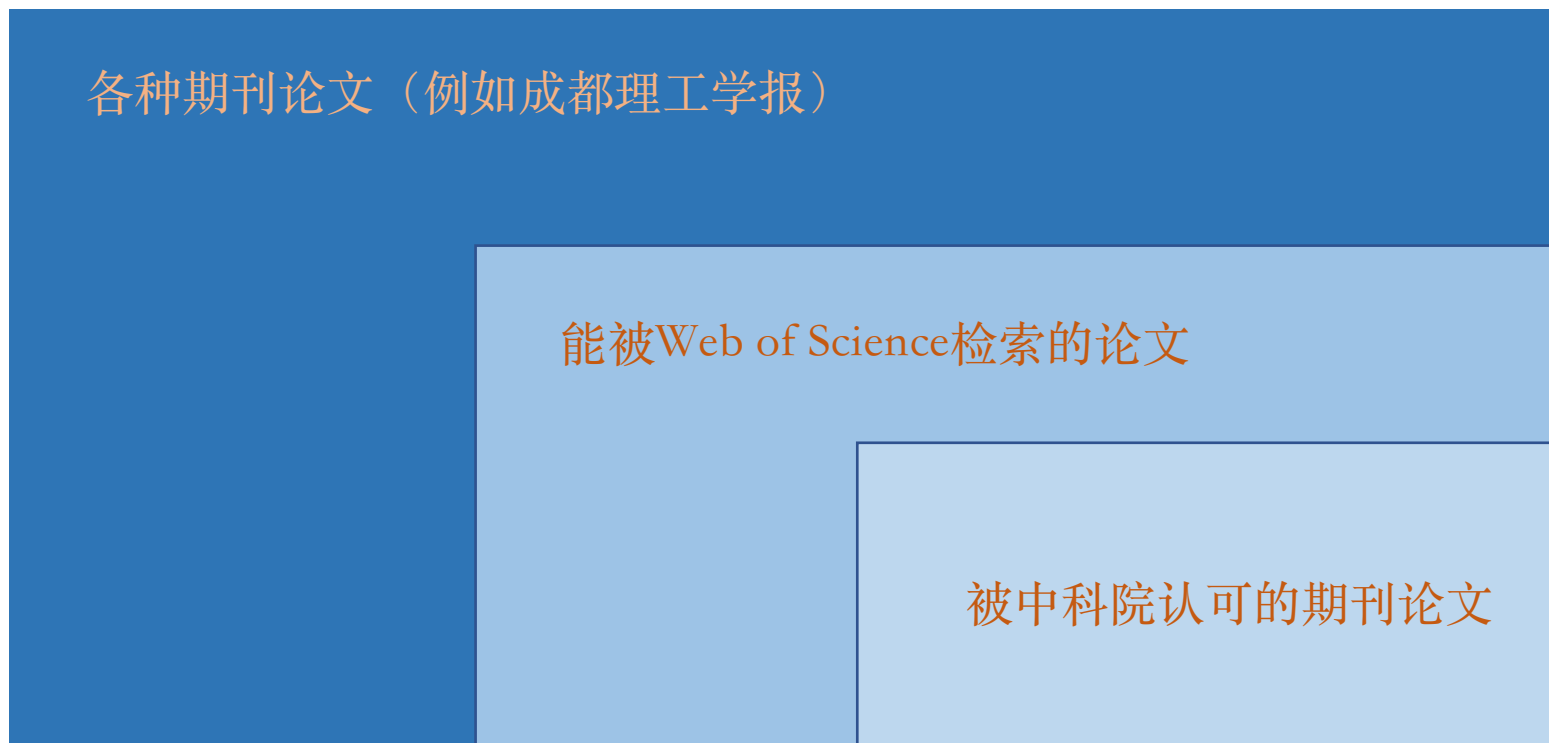 各种期刊论文（例如成都理工学报）
能被Web of Science检索的论文
被中科院认可的期刊论文